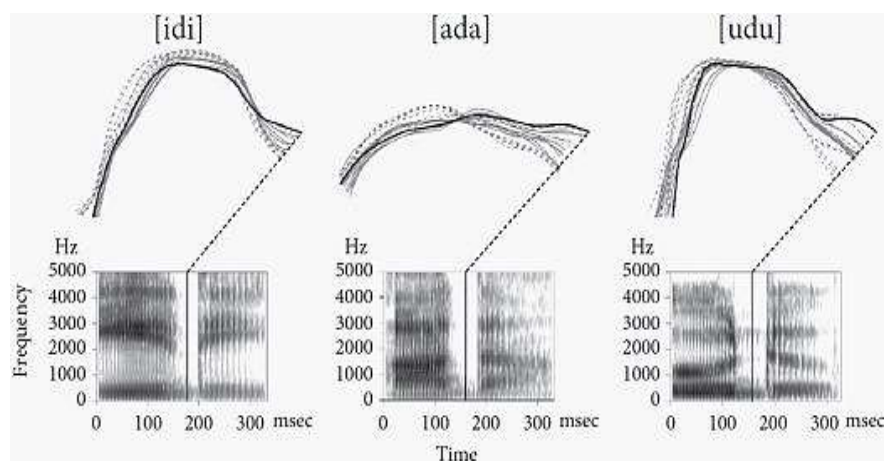 [idi] [ada] [udu]
Hz Hz Hz
5000 5000 5000
4000 4000 4000
3000 3000 3000
2000 2000 2000
1000 1000 1000
0 0 0
Frequency
0 100 200 300 msec 0 100 200 300 msec 0 100 200 300 msec
Time